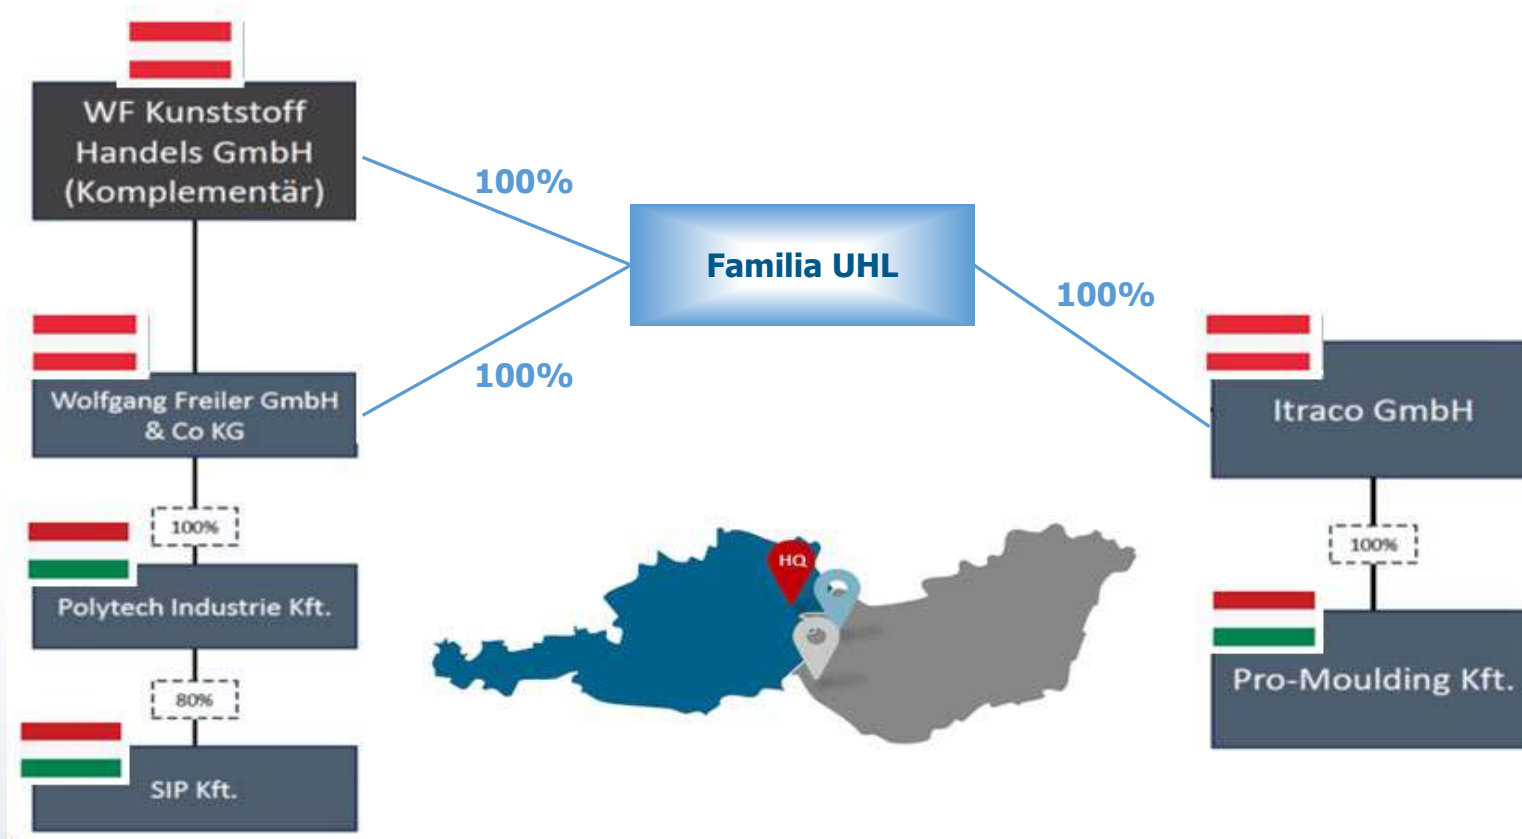 WF Kunststoff
Handels GmbH
(Komplementär)
100%
Familia UHL
100%
100%
Wolfgang Freiler GmbH
& Co KG
Itraco GmbH
100%
Polytech Industrie Kft.
80%
SIP Kft.
HQ
100%
Pro-Moulding Kft.